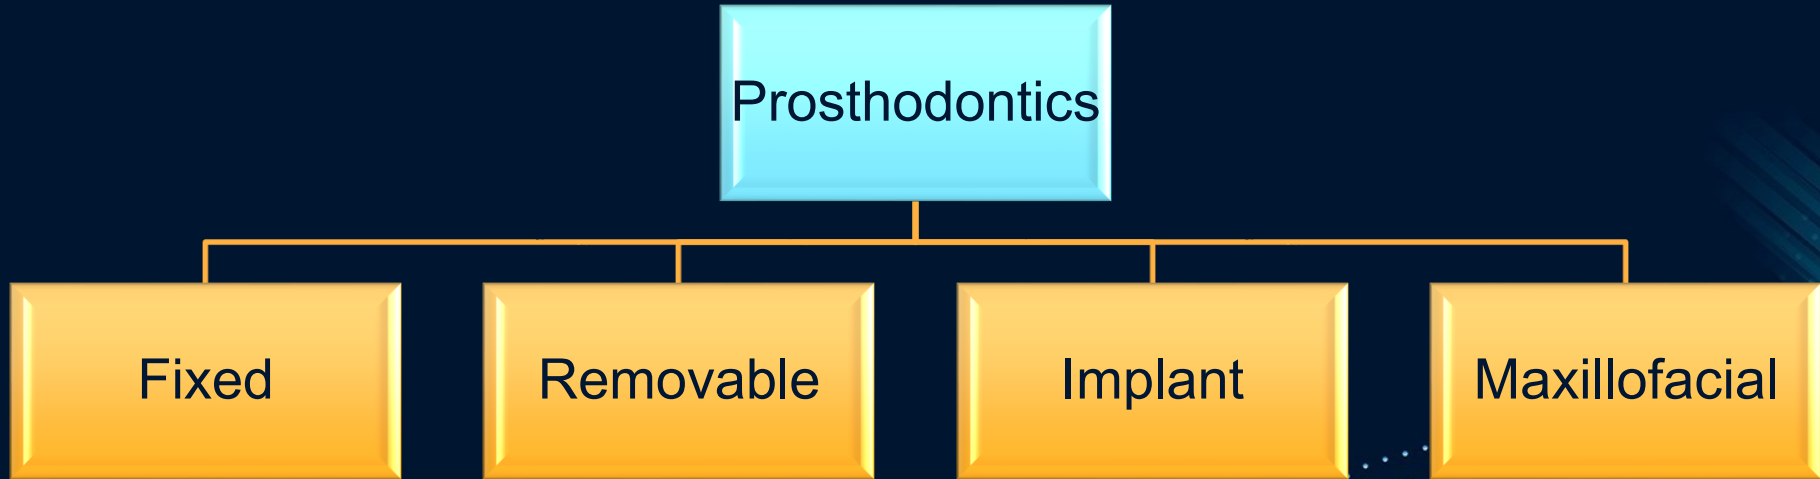 Prosthodontics
Fixed
Removable
Implant
Maxillofacial